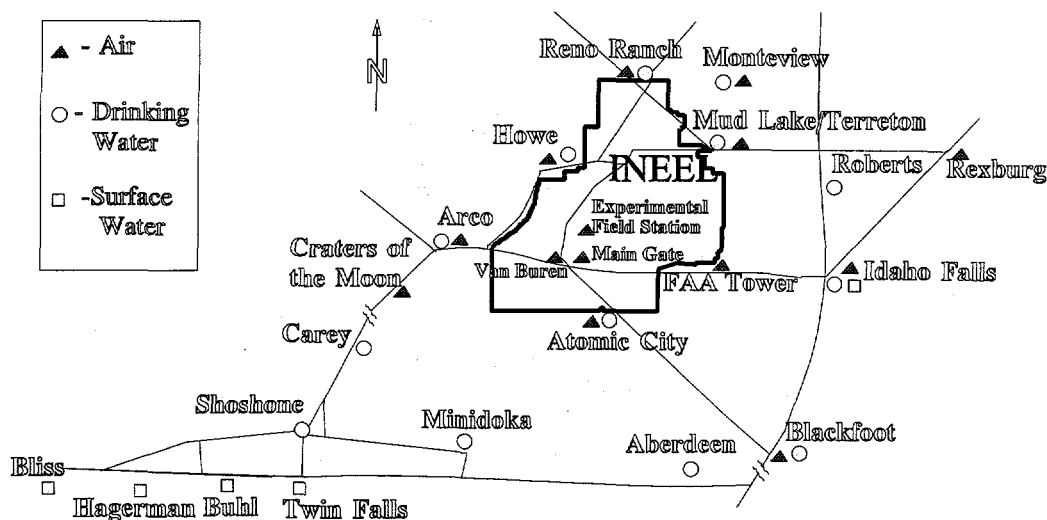 - Air
- Drinking
Water
-Surface
Water
N
Reno Ranch
Monteview
Howe
Mud Lake/Terreton
INEEL
Roberts
Rexburg
Arco
Experimental
Field Station
Craters of
the Moon
Van Buren
Main Gate
FAA Tower
Idaho Falls
Carey
Atomic City
Shoshone
Minidoka
Aberdeen
Blackfoot
Bliss
Hagerman
Buhl
Twin Falls